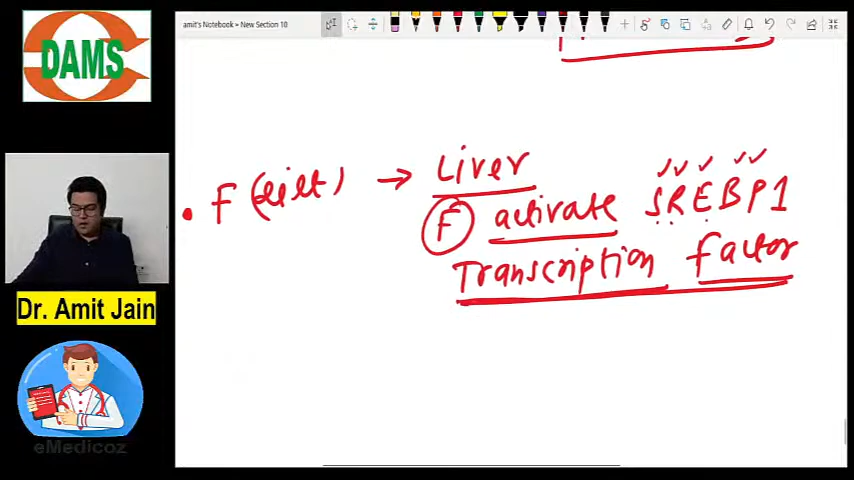 amit's Notebook > New Section 10
DAMS
• F (diet) → Liver
F activate SREBP1
Transcription factor
Dr. Amit Jain
eMedicoz